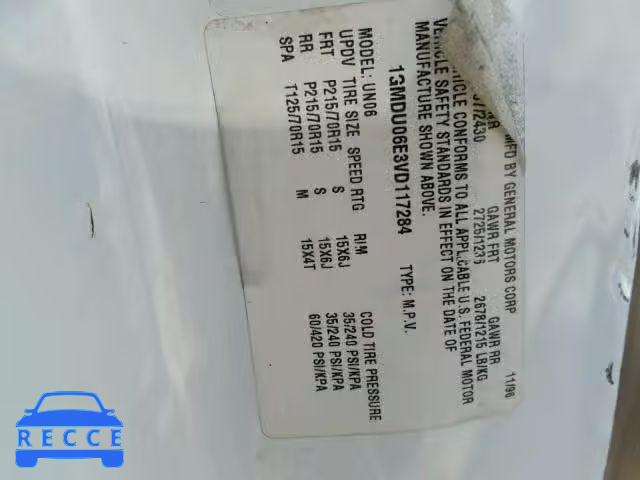 MFD BY GENERAL MOTORS CORP 11/96
GAWR FRT GAWR RR
2430 2725/1236 2678/1215 LB/KG
CONFORMS TO ALL APPLICABLE U.S. FEDERAL MOTOR
VEHICLE SAFETY STANDARDS IN EFFECT ON THE DATE OF
MANUFACTURE SHOWN ABOVE.
1GMDU06E3VD117284 TYPE: M.P.V.
MODEL: UN06
UPDV TIRE SIZE SPEED RTG RIM COLD TIRE PRESSURE
FRT P215/70R15 S 15X6J 35/240 PSI/KPA
RR P215/70R15 S 15X6J 35/240 PSI/KPA
SPA T125/70R15 M 15X4T 60/420 PSI/KPA
RECCE